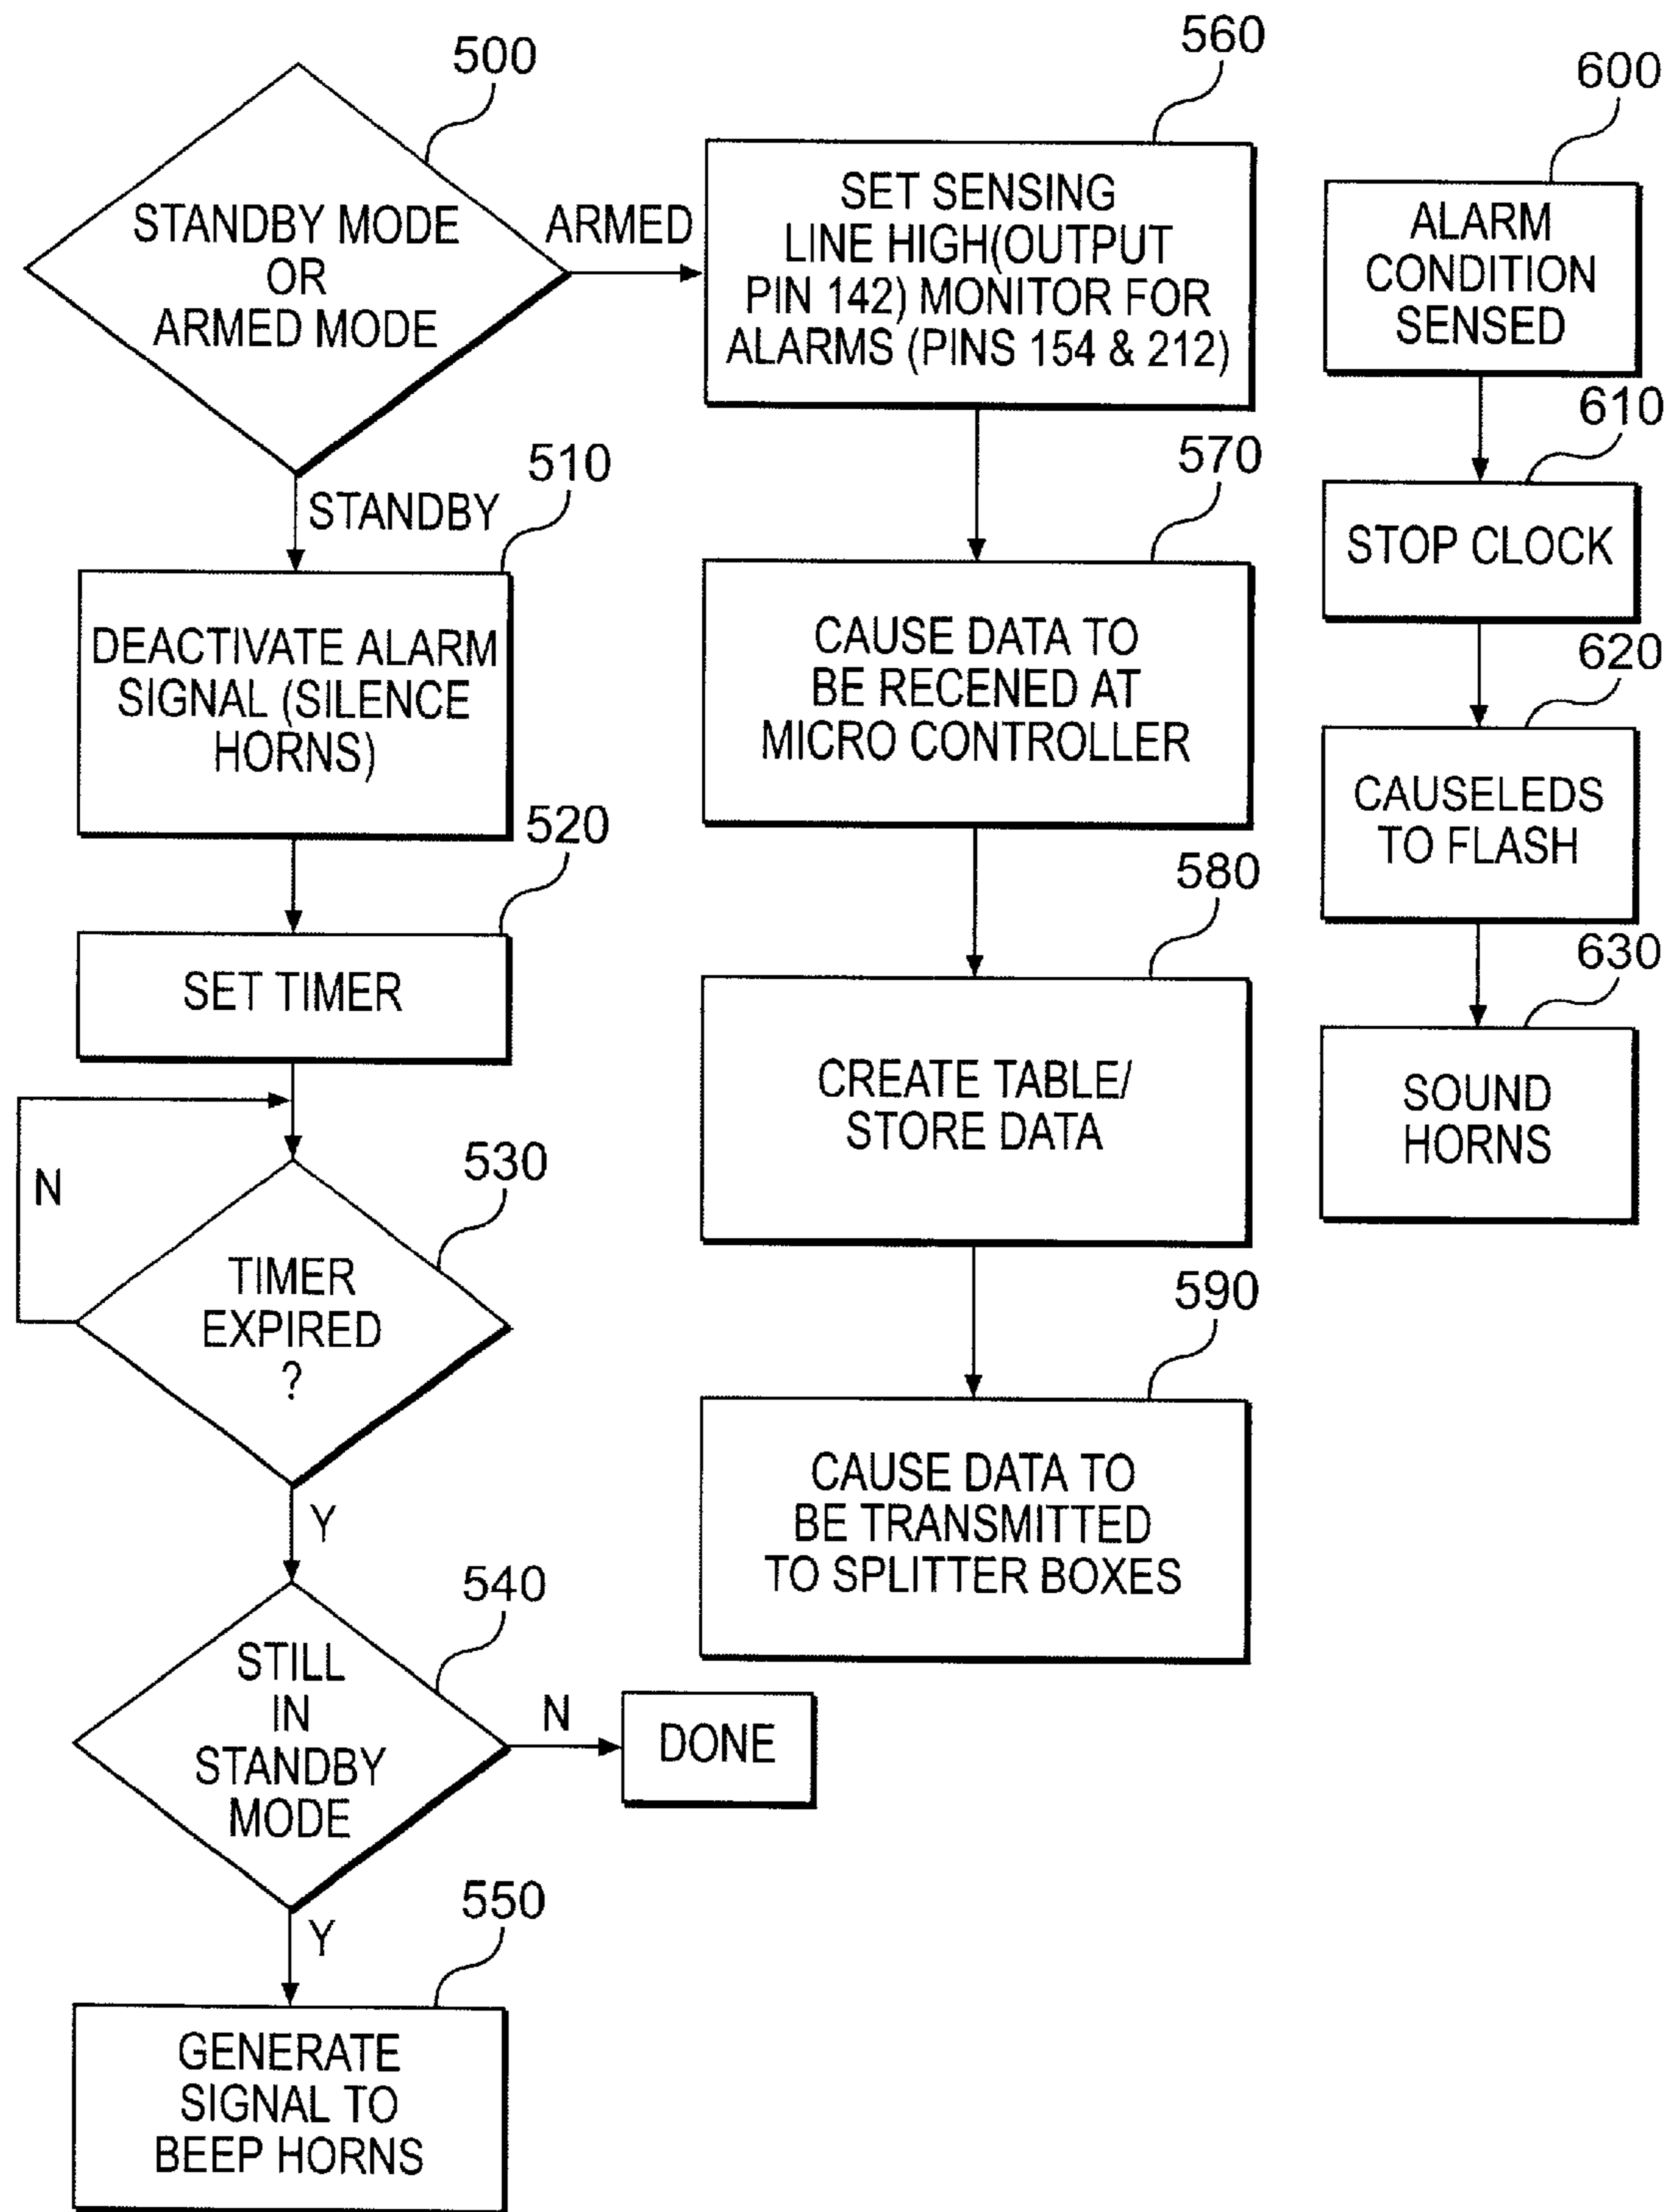 500
STANDBY MODE
OR
ARMED MODE
ARMED
STANDBY
510
DEACTIVATE ALARM
SIGNAL (SILENCE
HORNS)
520
SET TIMER
N
530
TIMER
EXPIRED
?
Y
540
STILL
IN
STANDBY
MODE
N
DONE
Y
550
GENERATE
SIGNAL TO
BEEP HORNS
560
SET SENSING
LINE HIGH(OUTPUT
PIN 142) MONITOR FOR
ALARMS (PINS 154 & 212)
570
CAUSE DATA TO
BE RECENED AT
MICRO CONTROLLER
580
CREATE TABLE/
STORE DATA
590
CAUSE DATA TO
BE TRANSMITTED
TO SPLITTER BOXES
600
ALARM
CONDITION
SENSED
610
STOP CLOCK
620
CAUSELEDS
TO FLASH
630
SOUND
HORNS